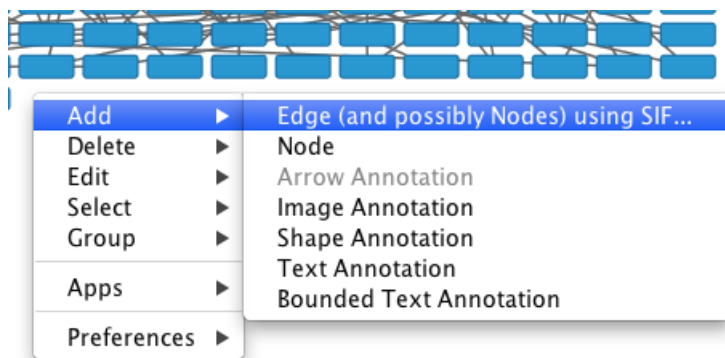 Add
Delete
Edit
Select
Group
Apps
Preferences
Edge (and possibly Nodes) using SIF...
Node
Arrow Annotation
Image Annotation
Shape Annotation
Text Annotation
Bounded Text Annotation